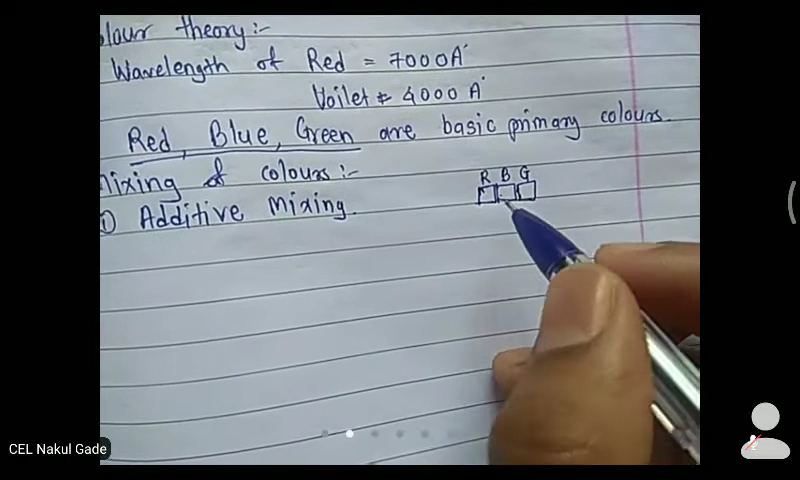 olour theory:-
Wavelength of Red = 7000A°
Voilet = 4000 A°
Red, Blue, Green are basic primary colours.
mixing of colours:-
R B G
① Additive Mixing.
CEL Nakul Gade